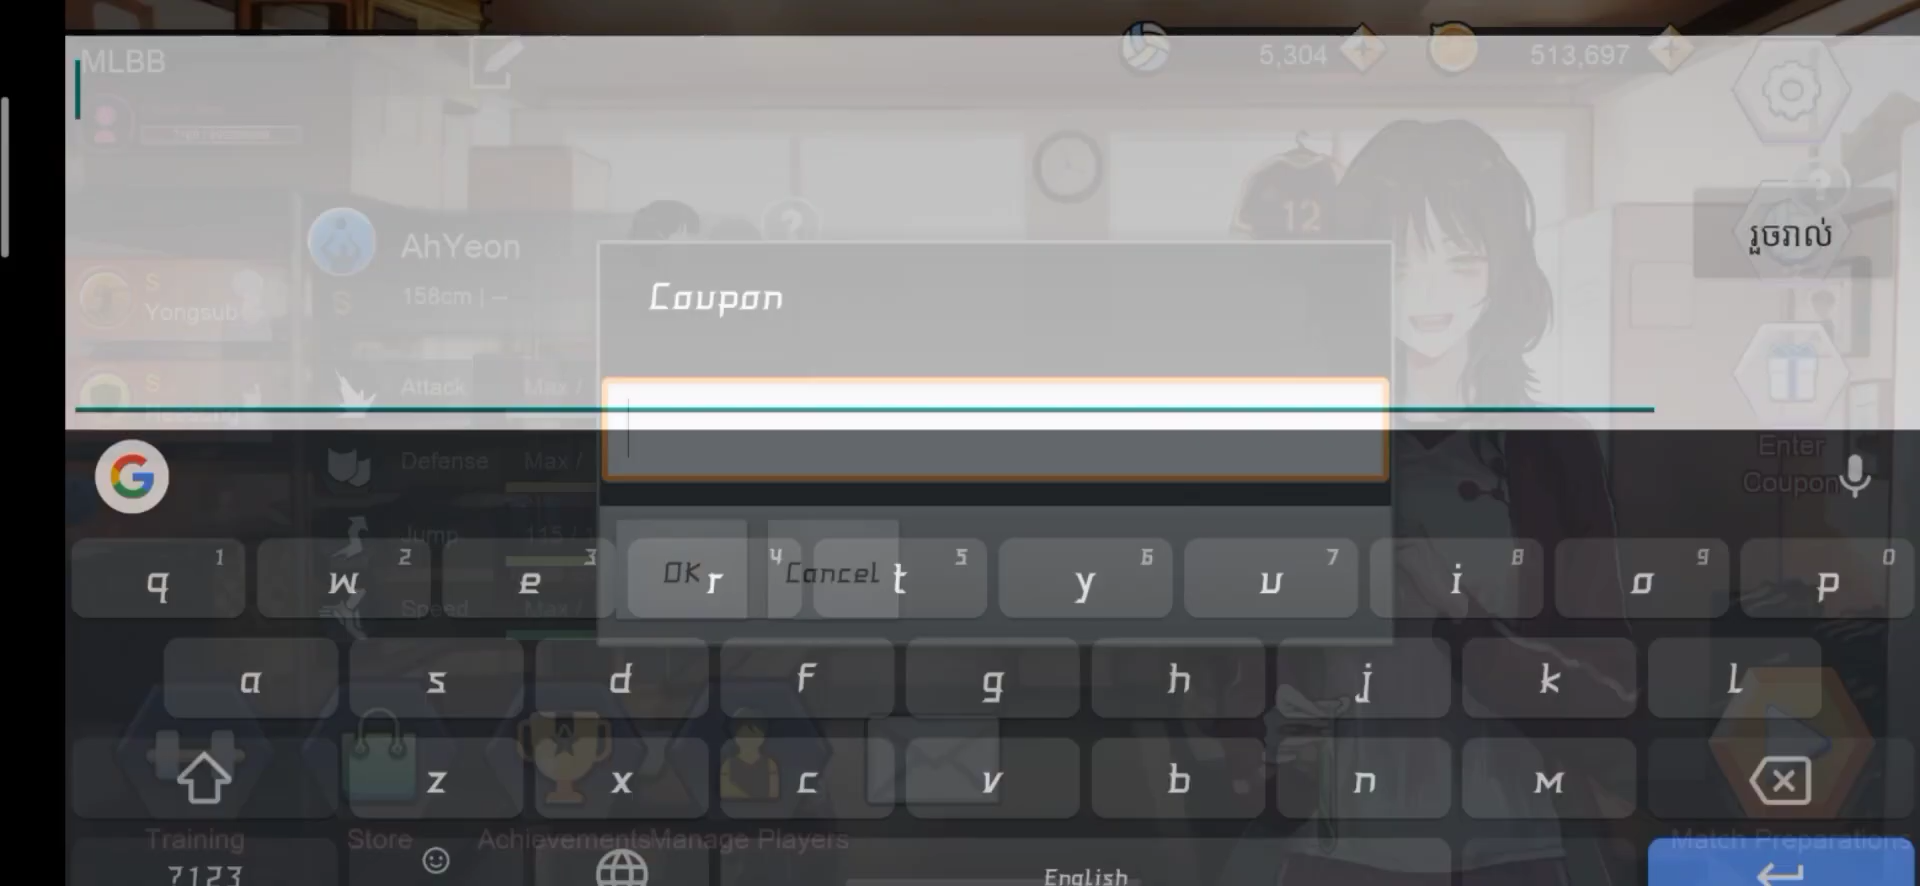 MLBB
5,304
513,697
AhYeon
158cm | --
S
S
Yongsub
S
Attack
Max /
Defense
Max /
Jump
115 /
Speed
Max /
12
រួចរាល់
Coupon
Enter
Coupon
OK
Cancel
q 1 w 2 e 3 r 4 t 5 y 6 u 7 i 8 o 9 p 0
a s d f g h j k l
z x c v b n m
Training
Store
Achievements
Manage Players
Match Preparations
?123
English